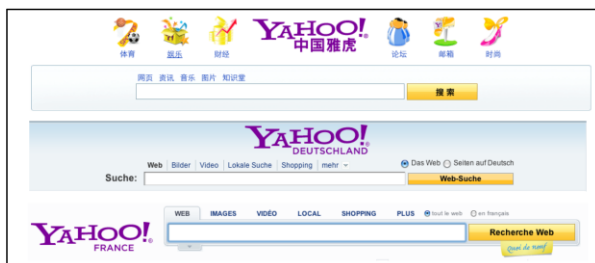 YAHOO!
中国雅虎
体育 娱乐 财经 论坛 邮箱 时尚
网页 资讯 音乐 图片 知识堂
搜索
YAHOO!
DEUTSCHLAND
Web Bilder Video Lokale Suche Shopping mehr Das Web Seiten auf Deutsch
Suche: Web-Suche
WEB IMAGES VIDÉO LOCAL SHOPPING PLUS tout le web en français
YAHOO!
FRANCE
Recherche Web
Quoi de neuf